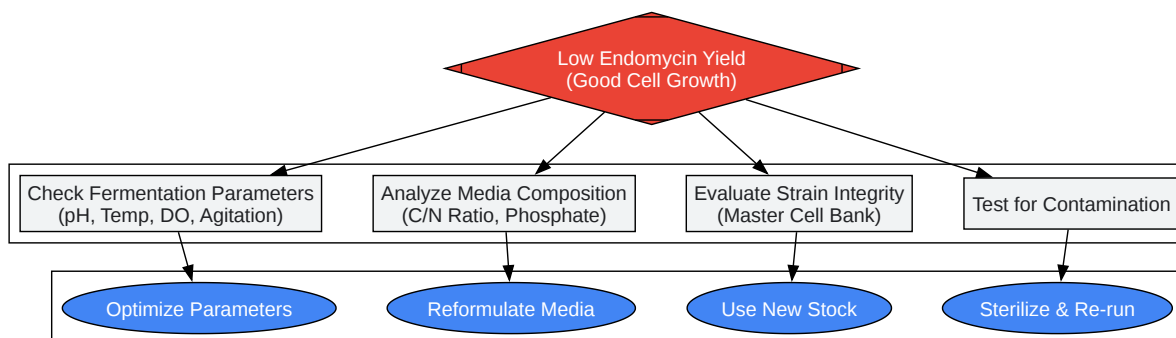 Low Endomycin Yield
(Good Cell Growth)
Check Fermentation Parameters
(pH, Temp, DO, Agitation)
Analyze Media Composition
(C/N Ratio, Phosphate)
Evaluate Strain Integrity
(Master Cell Bank)
Test for Contamination
Optimize Parameters
Reformulate Media
Use New Stock
Sterilize & Re-run